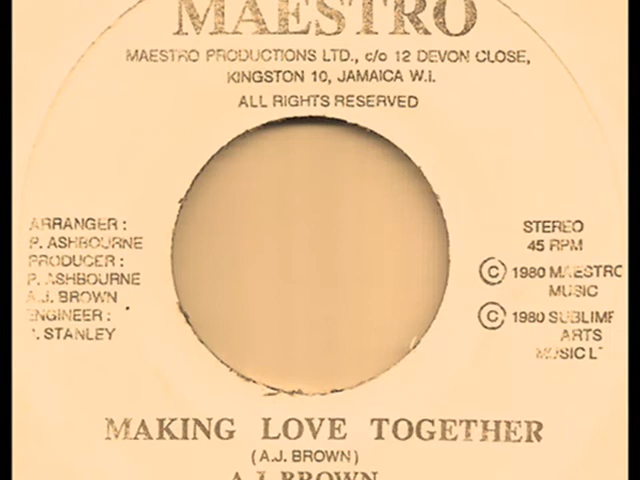 MAESTRO
MAESTRO PRODUCTIONS LTD., c/o 12 DEVON CLOSE,
KINGSTON 10, JAMAICA W.I.
ALL RIGHTS RESERVED
ARRANGER :
P. ASHBOURNE
PRODUCER :
P. ASHBOURNE
A.J. BROWN
ENGINEER :
STANLEY
STEREO
45 RPM
© 1980 MAESTRO
MUSIC
© 1980 SUBLIME
ARTS
MUSIC L
MAKING LOVE TOGETHER
(A.J. BROWN)
A.J. BROWN